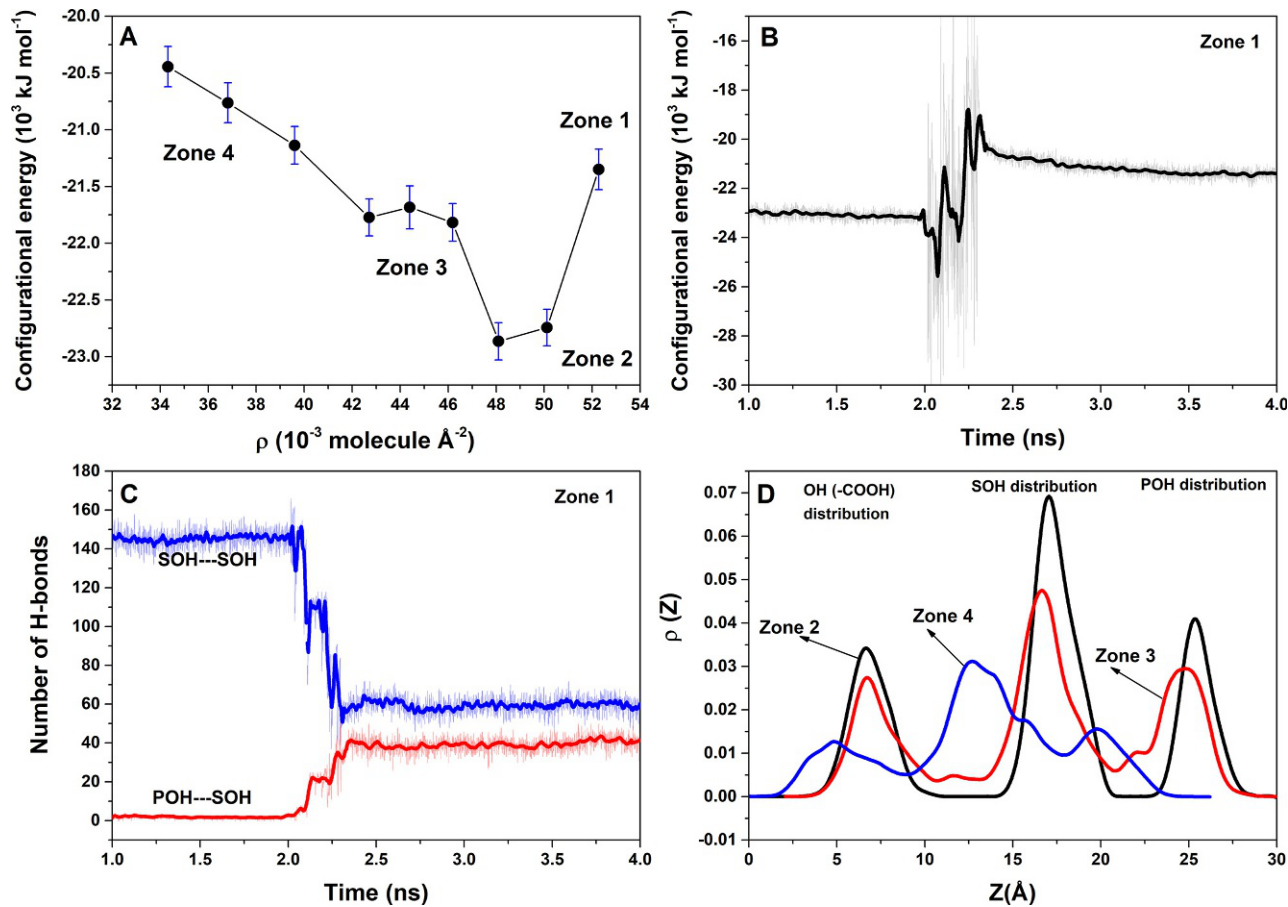 A
Configurational energy (10³ kJ mol⁻¹)
-20.0
-20.5
-21.0
-21.5
-22.0
-22.5
-23.0
Zone 4
Zone 3
Zone 2
Zone 1
32 34 36 38 40 42 44 46 48 50 52 54
ρ (10⁻³ molecule Å⁻²)
B
Zone 1
Configurational energy (10³ kJ mol⁻¹)
-16
-18
-20
-22
-24
-26
-28
-30
1.0 1.5 2.0 2.5 3.0 3.5 4.0
Time (ns)
C
Zone 1
Number of H-bonds
180
160
140
120
100
80
60
40
20
0
SOH---SOH
POH---SOH
1.0 1.5 2.0 2.5 3.0 3.5 4.0
Time (ns)
D
OH (-COOH)
distribution
SOH distribution
POH distribution
ρ (Z)
0.07
0.06
0.05
0.04
0.03
0.02
0.01
0.00
-0.01
Zone 2
Zone 4
Zone 3
0 5 10 15 20 25 30
Z(Å)